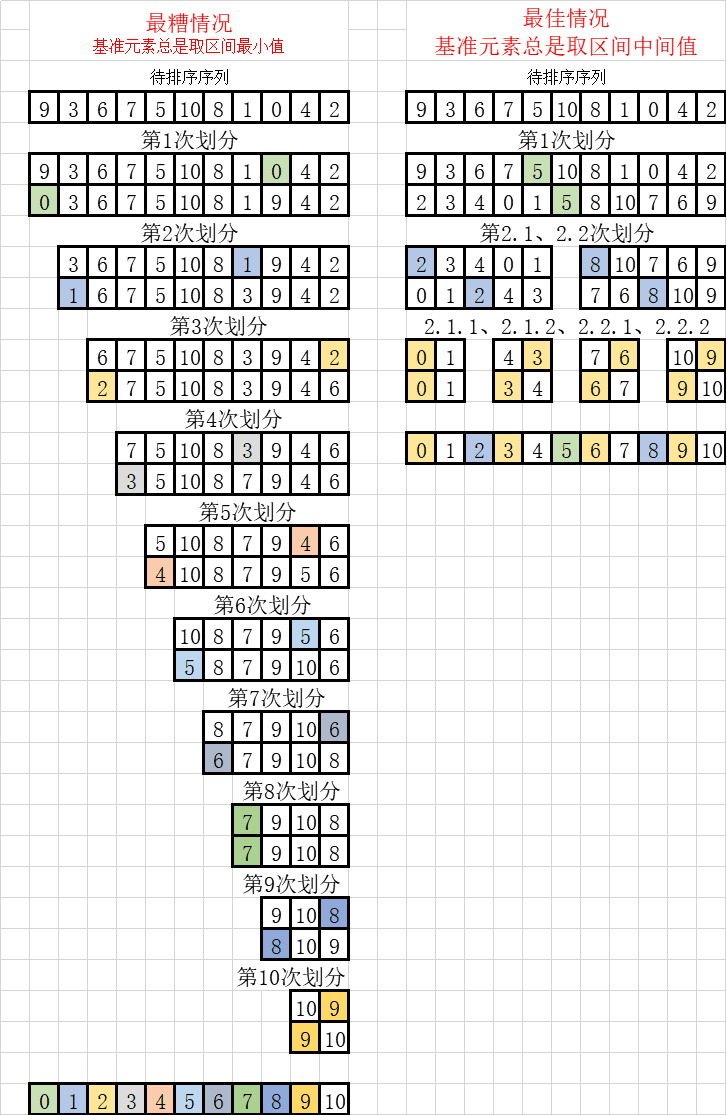 最糟情况
基准元素总是取区间最小值
待排序序列
9 3 6 7 5 10 8 1 0 4 2
第1次划分
9 3 6 7 5 10 8 1 0 4 2
0 3 6 7 5 10 8 1 9 4 2
第2次划分
3 6 7 5 10 8 1 9 4 2
1 6 7 5 10 8 3 9 4 2
第3次划分
6 7 5 10 8 3 9 4 2
2 7 5 10 8 3 9 4 6
第4次划分
7 5 10 8 3 9 4 6
3 5 10 8 7 9 4 6
第5次划分
5 10 8 7 9 4 6
4 10 8 7 9 5 6
第6次划分
10 8 7 9 5 6
5 8 7 9 10 6
第7次划分
8 7 9 10 6
6 7 9 10 8
第8次划分
7 9 10 8
7 9 10 8
第9次划分
9 10 8
8 10 9
第10次划分
10 9
9 10
0 1 2 3 4 5 6 7 8 9 10
最佳情况
基准元素总是取区间中间值
待排序序列
9 3 6 7 5 10 8 1 0 4 2
第1次划分
9 3 6 7 5 10 8 1 0 4 2
2 3 4 0 1 5 8 10 7 6 9
第2.1、2.2次划分
2 3 4 0 1 8 10 7 6 9
0 1 2 4 3 7 6 8 10 9
2.1.1、2.1.2、2.2.1、2.2.2
0 1 4 3 7 6 10 9
0 1 3 4 6 7 9 10
0 1 2 3 4 5 6 7 8 9 10